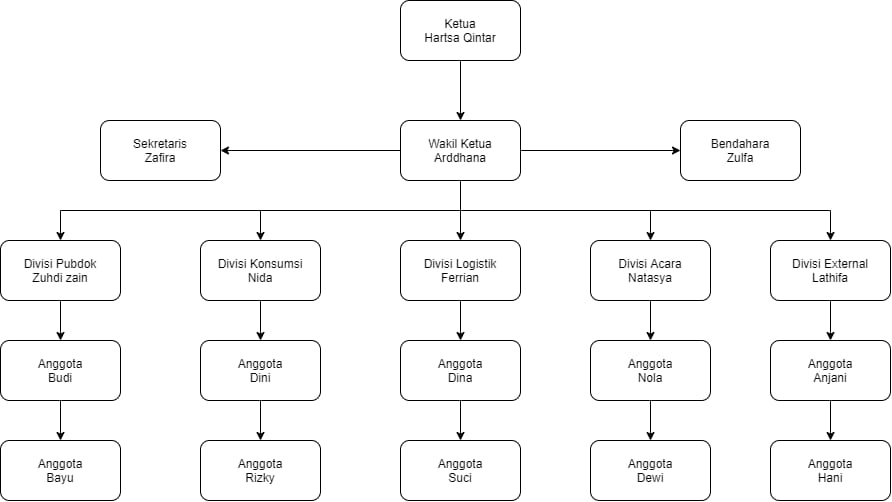 Ketua
Hartsa Qintar
Sekretaris
Zafira
Wakil Ketua
Arddhana
Bendahara
Zulfa
Divisi Pubdok
Zuhdi zain
Divisi Konsumsi
Nida
Divisi Logistik
Ferrian
Divisi Acara
Natasya
Divisi External
Lathifa
Anggota
Budi
Anggota
Dini
Anggota
Dina
Anggota
Nola
Anggota
Anjani
Anggota
Bayu
Anggota
Rizky
Anggota
Suci
Anggota
Dewi
Anggota
Hani